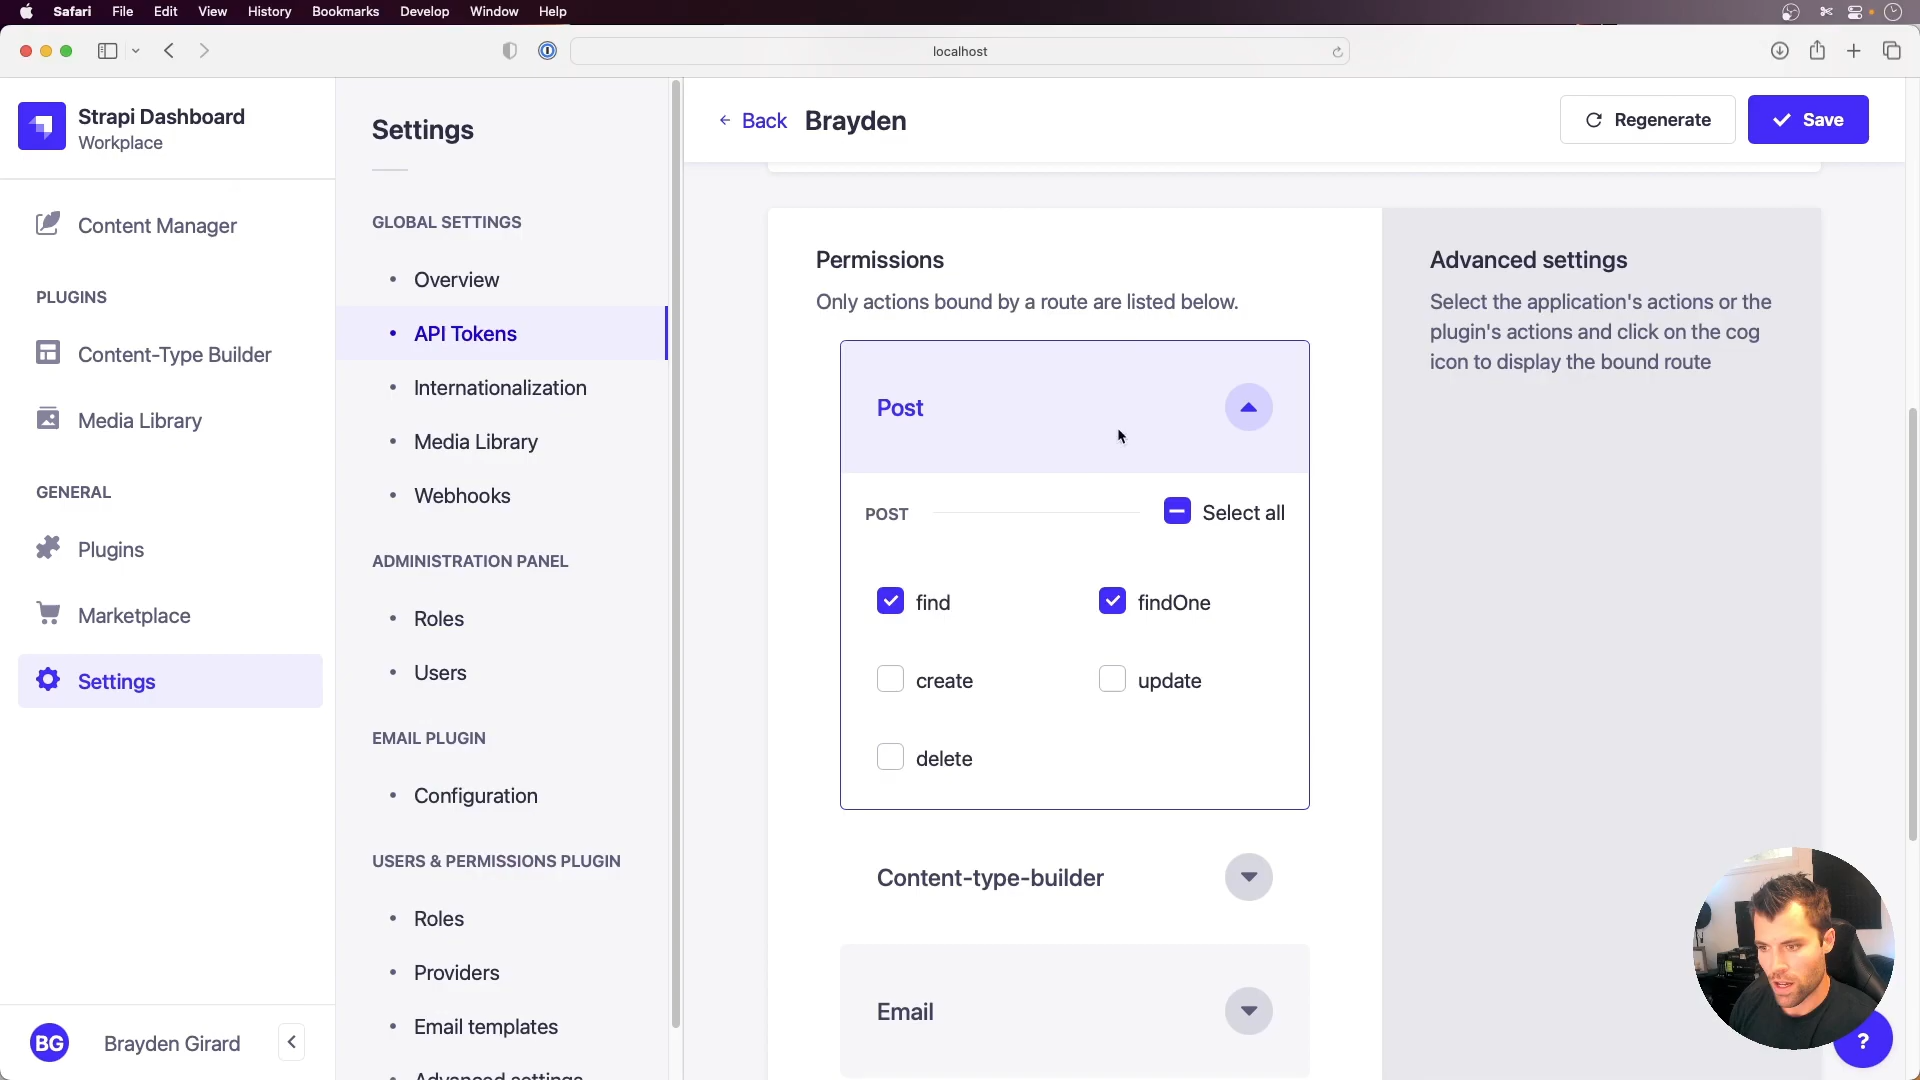 Safari File Edit View History Bookmarks Develop Window Help
localhost
Strapi Dashboard
Workplace
Content Manager
PLUGINS
Content-Type Builder
Media Library
GENERAL
Plugins
Marketplace
Settings
BG Brayden Girard
Settings
GLOBAL SETTINGS
Overview
API Tokens
Internationalization
Media Library
Webhooks
ADMINISTRATION PANEL
Roles
Users
EMAIL PLUGIN
Configuration
USERS & PERMISSIONS PLUGIN
Roles
Providers
Email templates
Advanced settings
Back Brayden
Regenerate
Save
Permissions
Only actions bound by a route are listed below.
Post
POST
Select all
find
findOne
create
update
delete
Content-type-builder
Email
Advanced settings
Select the application's actions or the
plugin's actions and click on the cog
icon to display the bound route
?